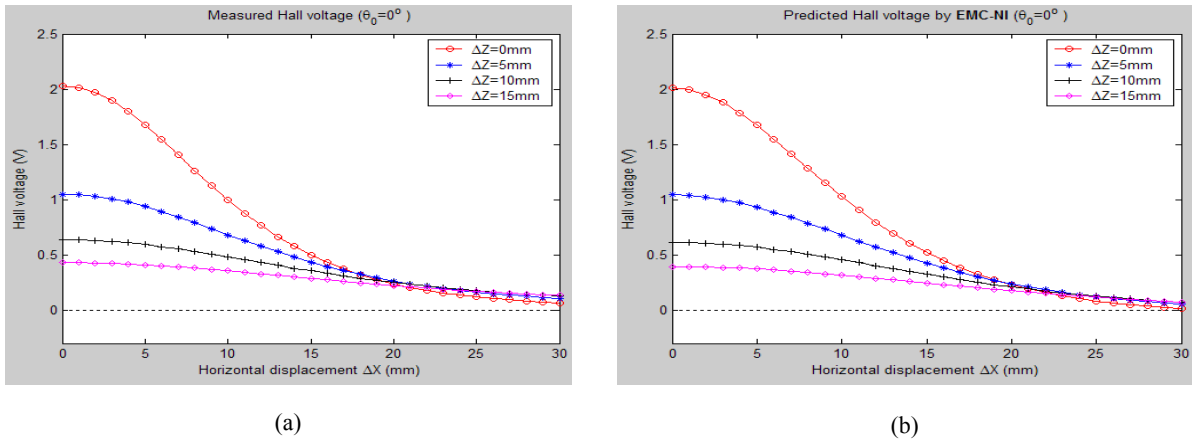 Measured Hall voltage (θ0=0° )
ΔZ=0mm
ΔZ=5mm
ΔZ=10mm
ΔZ=15mm
Hall voltage (V)
2.5
2
1.5
1
0.5
0
0 5 10 15 20 25 30
Horizontal displacement ΔX (mm)
(a)
Predicted Hall voltage by EMC-NI (θ0=0° )
ΔZ=0mm
ΔZ=5mm
ΔZ=10mm
ΔZ=15mm
Hall voltage (V)
2.5
2
1.5
1
0.5
0
0 5 10 15 20 25 30
Horizontal displacement ΔX (mm)
(b)